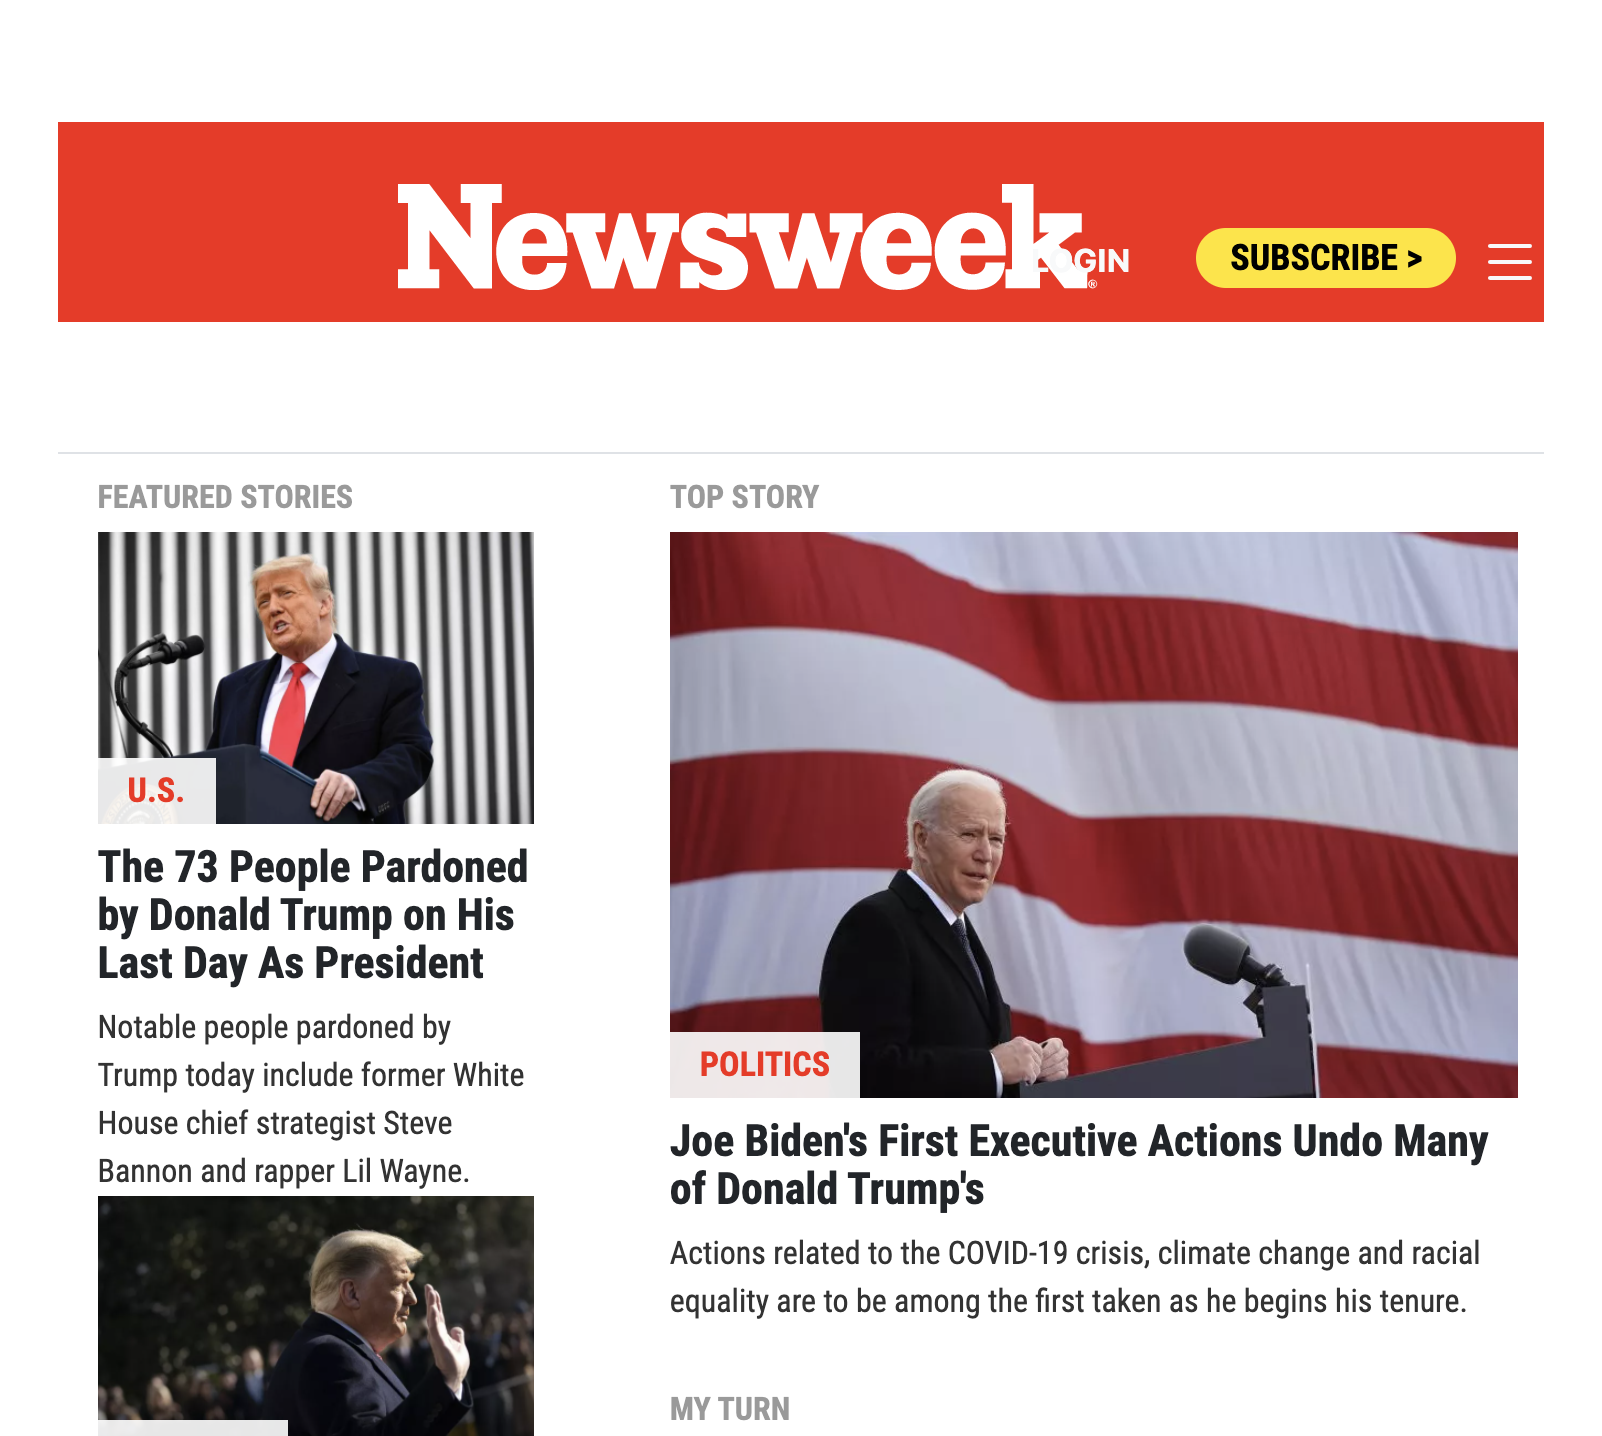 Newsweek
®
LOGIN
SUBSCRIBE >
FEATURED STORIES
U.S.
The 73 People Pardoned
by Donald Trump on His
Last Day As President
Notable people pardoned by
Trump today include former White
House chief strategist Steve
Bannon and rapper Lil Wayne.
TOP STORY
POLITICS
Joe Biden's First Executive Actions Undo Many
of Donald Trump's
Actions related to the COVID-19 crisis, climate change and racial
equality are to be among the first taken as he begins his tenure.
MY TURN